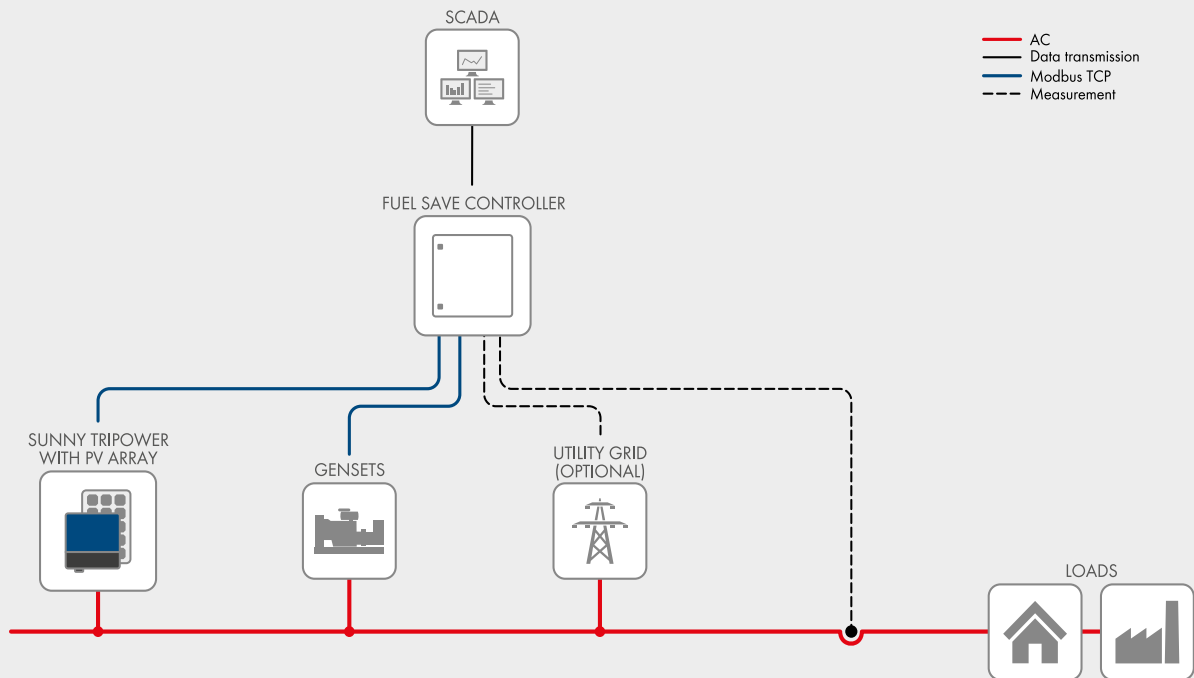 SCADA
AC
Data transmission
Modbus TCP
Measurement
FUEL SAVE CONTROLLER
SUNNY TRIPOWER
WITH PV ARRAY
GENSETS
UTILITY GRID
(OPTIONAL)
LOADS